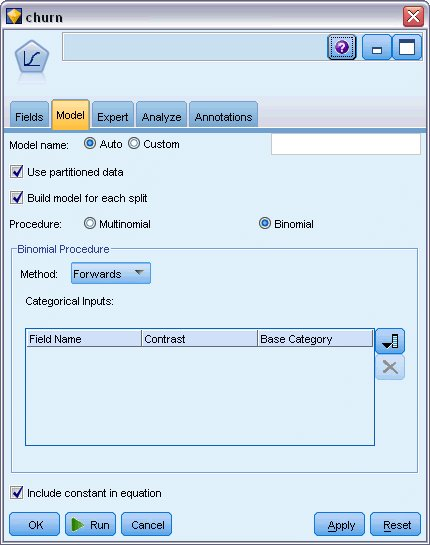 churn
Fields Model Expert Analyze Annotations
Model name: Auto Custom
Use partitioned data
Build model for each split
Procedure: Multinomial Binomial
Binomial Procedure
Method: Forwards
Categorical Inputs:
Field Name Contrast Base Category
Include constant in equation
OK Run Cancel Apply Reset